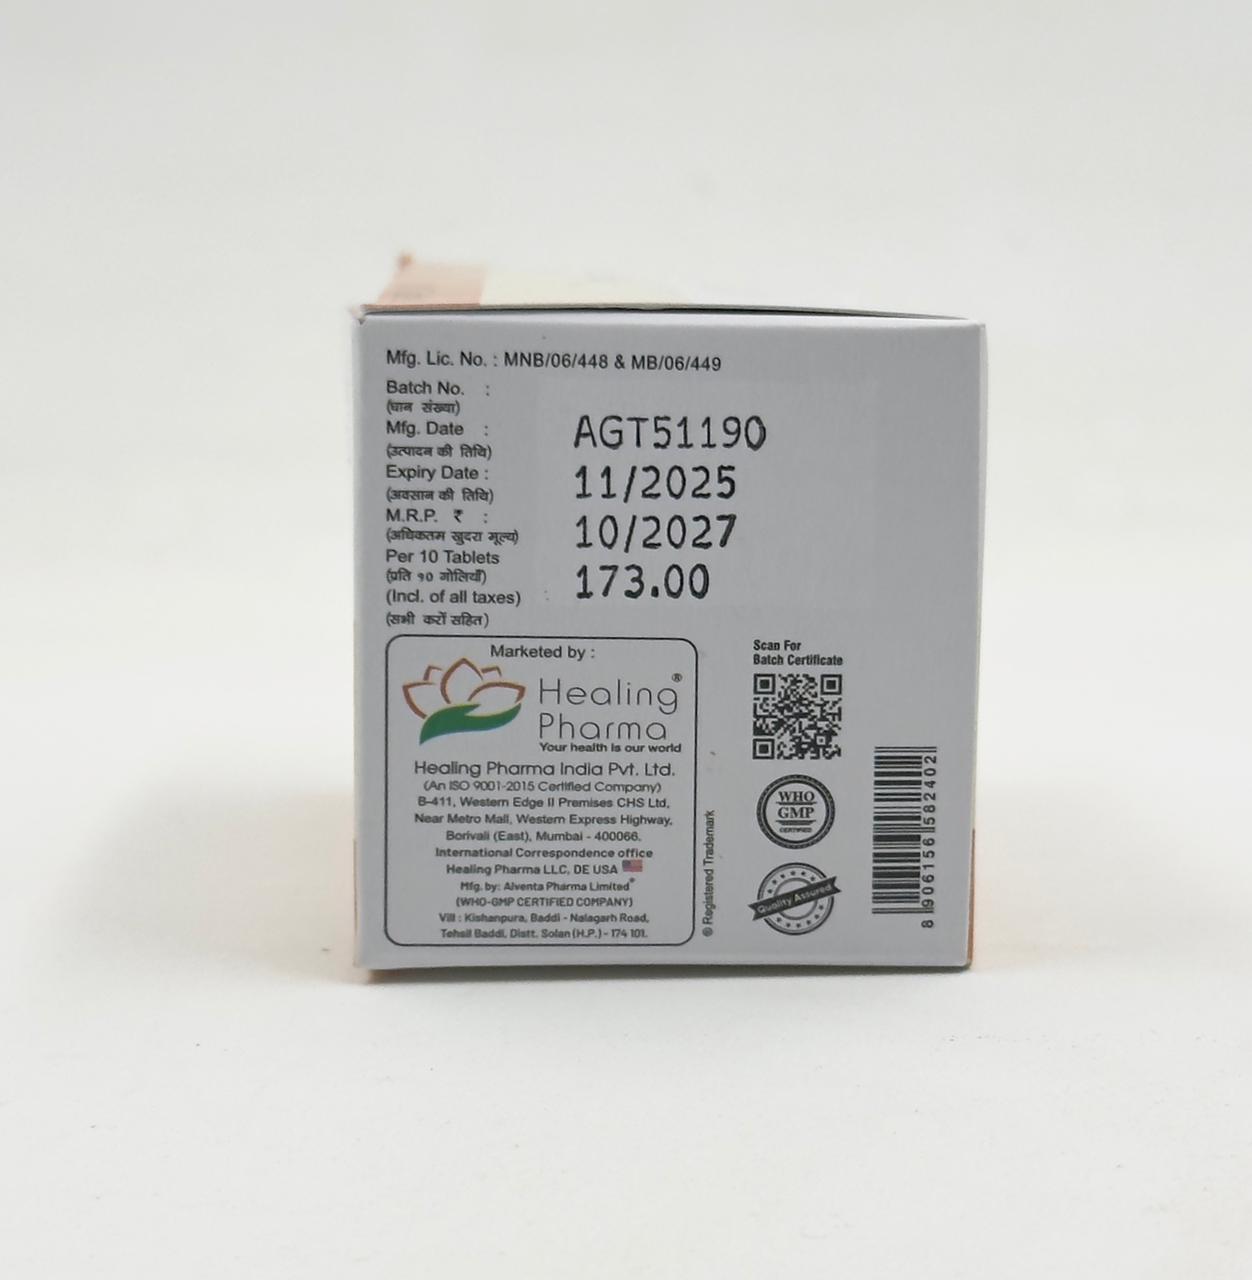 Mfg. Lic. No. : MNB/06/448 & MB/06/449
Batch No. :
(घान संख्या)
Mfg. Date :
(उत्पादन की तिथि)
Expiry Date :
(अवसान की तिथि)
M.R.P. ₹ :
(अधिकतम खुदरा मूल्य)
Per 10 Tablets
(प्रति १० गोलियाँ)
(Incl. of all taxes)
(सभी करों सहित)
AGT51190
11/2025
10/2027
173.00
Marketed by :
Healing®
Pharma
Your health is our world
Healing Pharma India Pvt. Ltd.
(An ISO 9001-2015 Certified Company)
B-411, Western Edge II Premises CHS Ltd,
Near Metro Mall, Western Express Highway,
Borivali (East), Mumbai - 400066.
International Correspondence office
Healing Pharma LLC, DE USA
Mfg. by: Alventa Pharma Limited*
(WHO-GMP CERTIFIED COMPANY)
Vill : Kishanpura, Baddi - Nalagarh Road,
Tehsil Baddi, Distt. Solan (H.P.) - 174 101.
® Registered Trademark
Scan For
Batch Certificate
WHO
GMP
CERTIFIED
Quality Assured
8 906156 582402